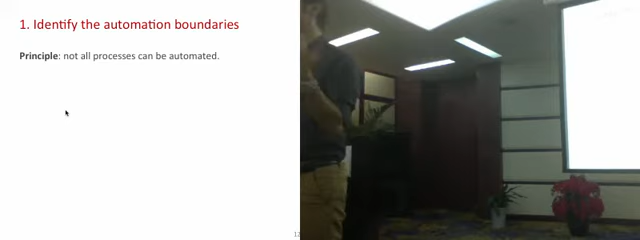 1. Identify the automation boundaries
Principle: not all processes can be automated.